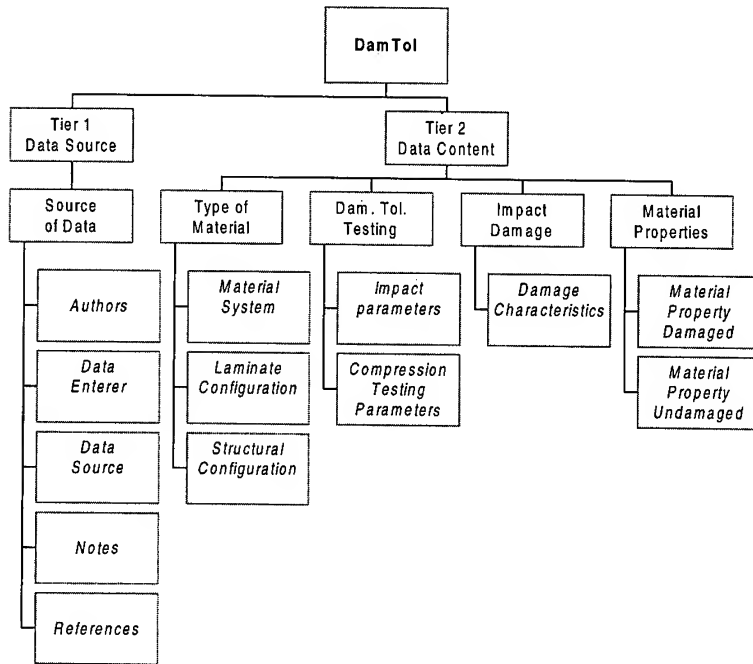 DamTol
Tier 1
Data Source
Tier 2
Data Content
Source
of Data
Type of
Material
Dam. Tol.
Testing
Impact
Damage
Material
Properties
Authors
Data
Enterer
Data
Source
Notes
References
Material
System
Laminate
Configuration
Structural
Configuration
Impact
parameters
Compression
Testing
Parameters
Damage
Characteristics
Material
Property
Damaged
Material
Property
Undamaged